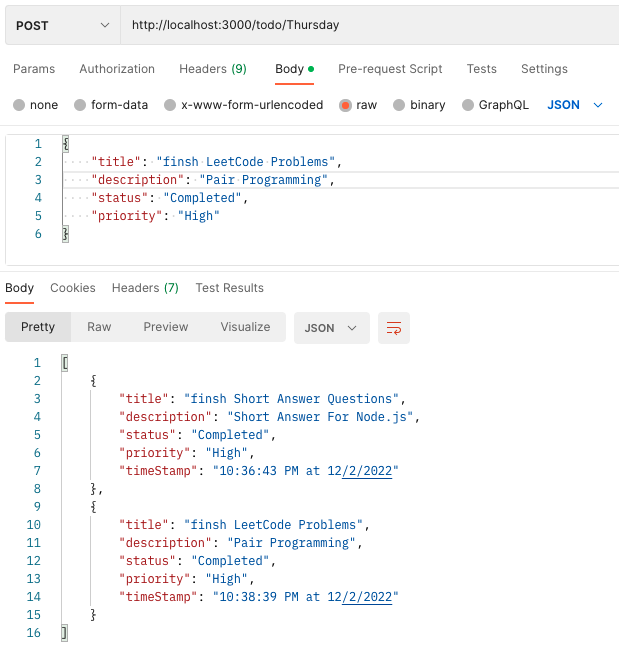 POST http://localhost:3000/todo/Thursday
Params Authorization Headers (9) Body Pre-request Script Tests Settings
none form-data x-www-form-urlencoded raw binary GraphQL JSON
1 {
2 "title": "finsh LeetCode Problems",
3 "description": "Pair Programming",
4 "status": "Completed",
5 "priority": "High"
6 }
Body Cookies Headers (7) Test Results
Pretty Raw Preview Visualize JSON
1 [
2 {
3 "title": "finsh Short Answer Questions",
4 "description": "Short Answer For Node.js",
5 "status": "Completed",
6 "priority": "High",
7 "timeStamp": "10:36:43 PM at 12/2/2022"
8 },
9 {
10 "title": "finsh LeetCode Problems",
11 "description": "Pair Programming",
12 "status": "Completed",
13 "priority": "High",
14 "timeStamp": "10:38:39 PM at 12/2/2022"
15 }
16 ]